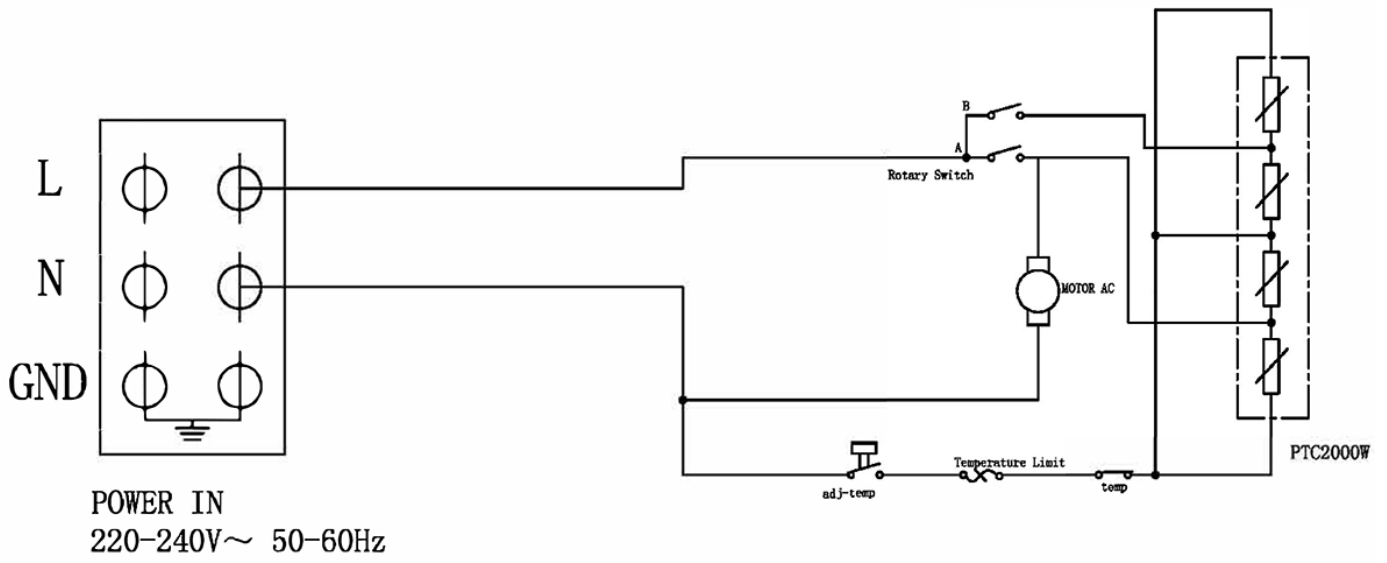 L
N
GND
POWER IN
220-240V～ 50-60Hz
B
A
Rotary Switch
MOTOR AC
adj-temp
Temperature Limit
temp
PTC2000W